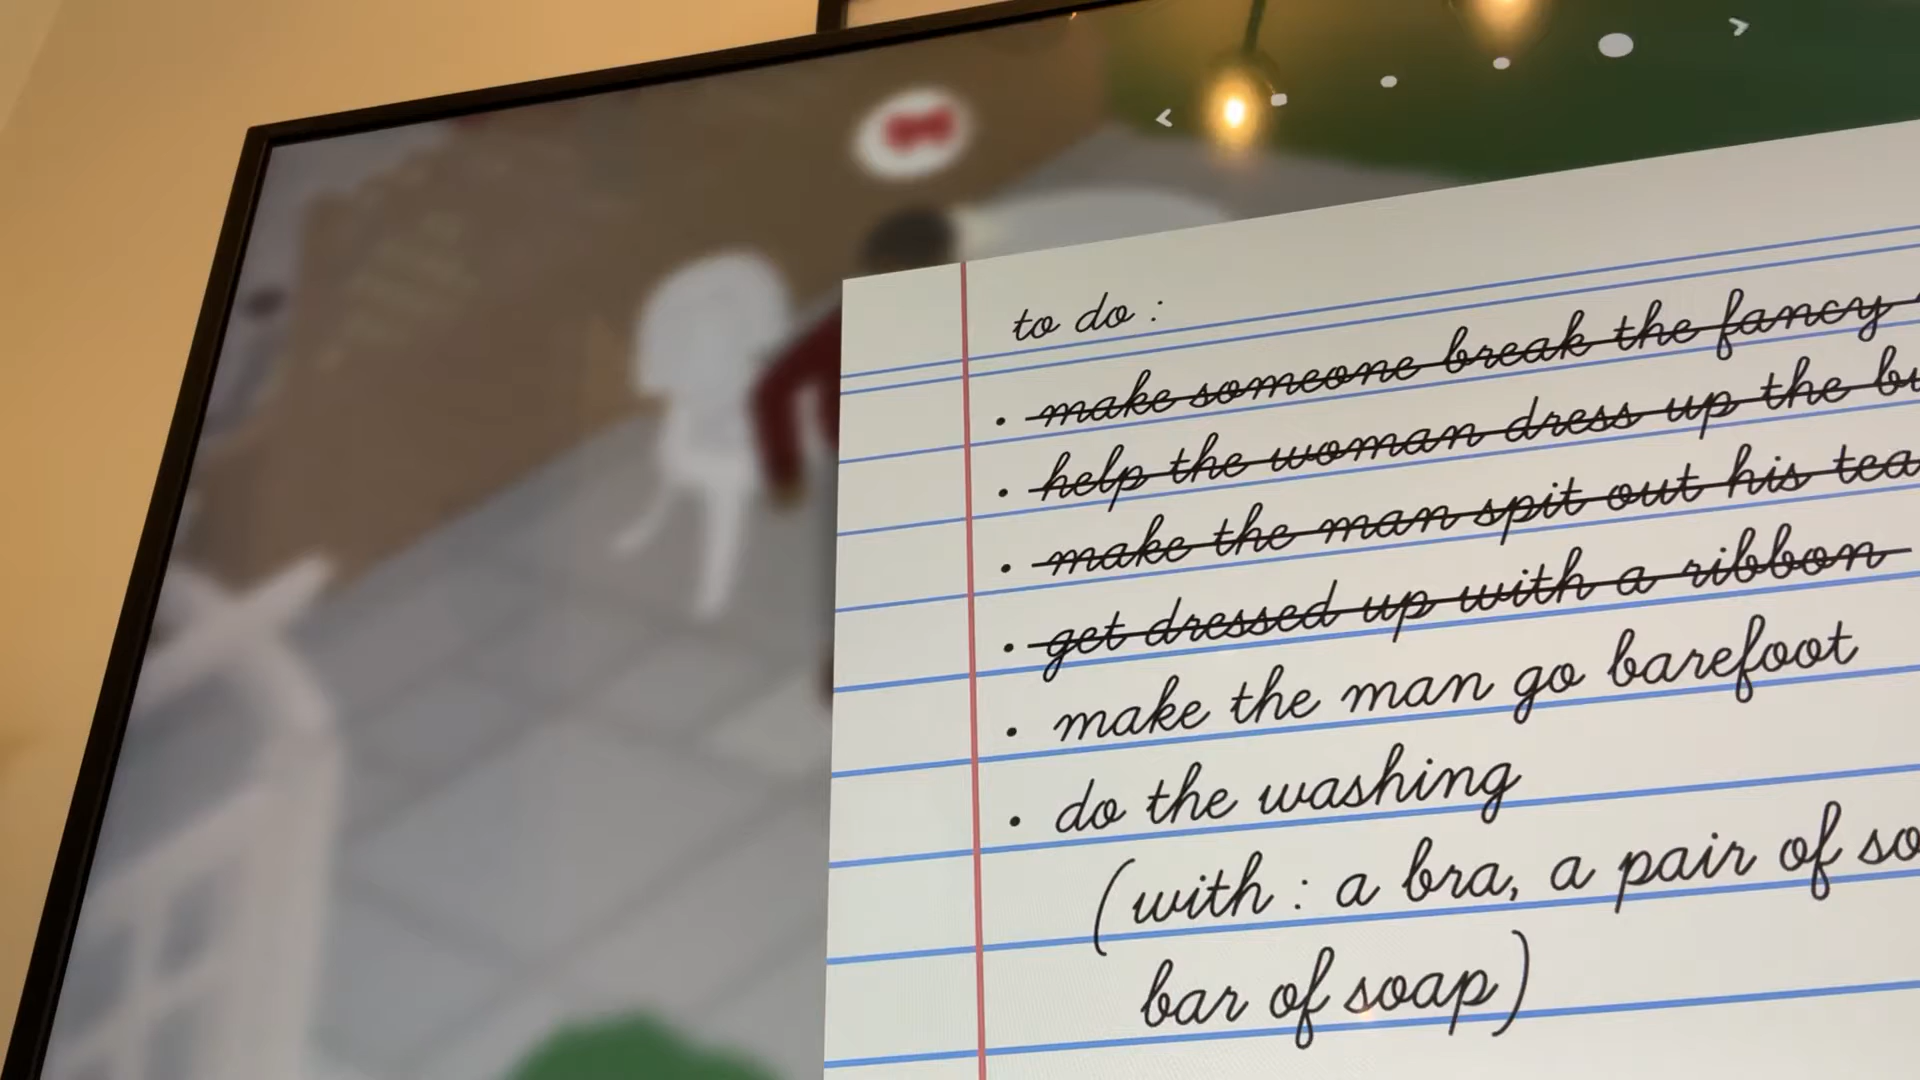 to do :
• make someone break the fancy
• help the woman dress up the
• make the man spit out his tea
• get dressed up with a ribbon
• make the man go barefoot
• do the washing
(with : a bra, a pair of
bar of soap)